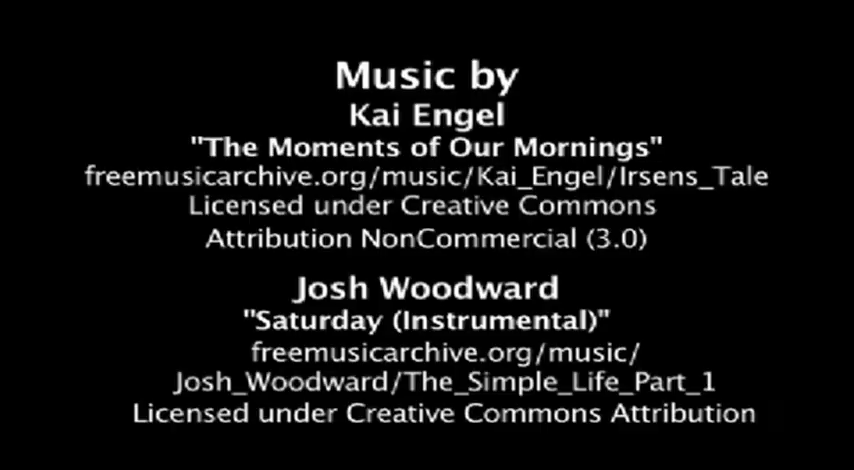 Music by
Kai Engel
"The Moments of Our Mornings"
freemusicarchive.org/music/Kai_Engel/Irsens_Tale
Licensed under Creative Commons
Attribution NonCommercial (3.0)
Josh Woodward
"Saturday (Instrumental)"
freemusicarchive.org/music/
Josh_Woodward/The_Simple_Life_Part_1
Licensed under Creative Commons Attribution